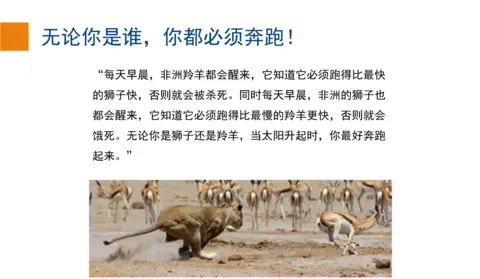 无论你是谁，你都必须奔跑！
“每天早晨，非洲羚羊都会醒来，它知道它必须跑得比最快
的狮子快，否则就会被杀死。同时每天早晨，非洲的狮子也
都会醒来，它知道它必须跑得比最慢的羚羊更快，否则就会
饿死。无论你是狮子还是羚羊，当太阳升起时，你最好奔跑
起来。”